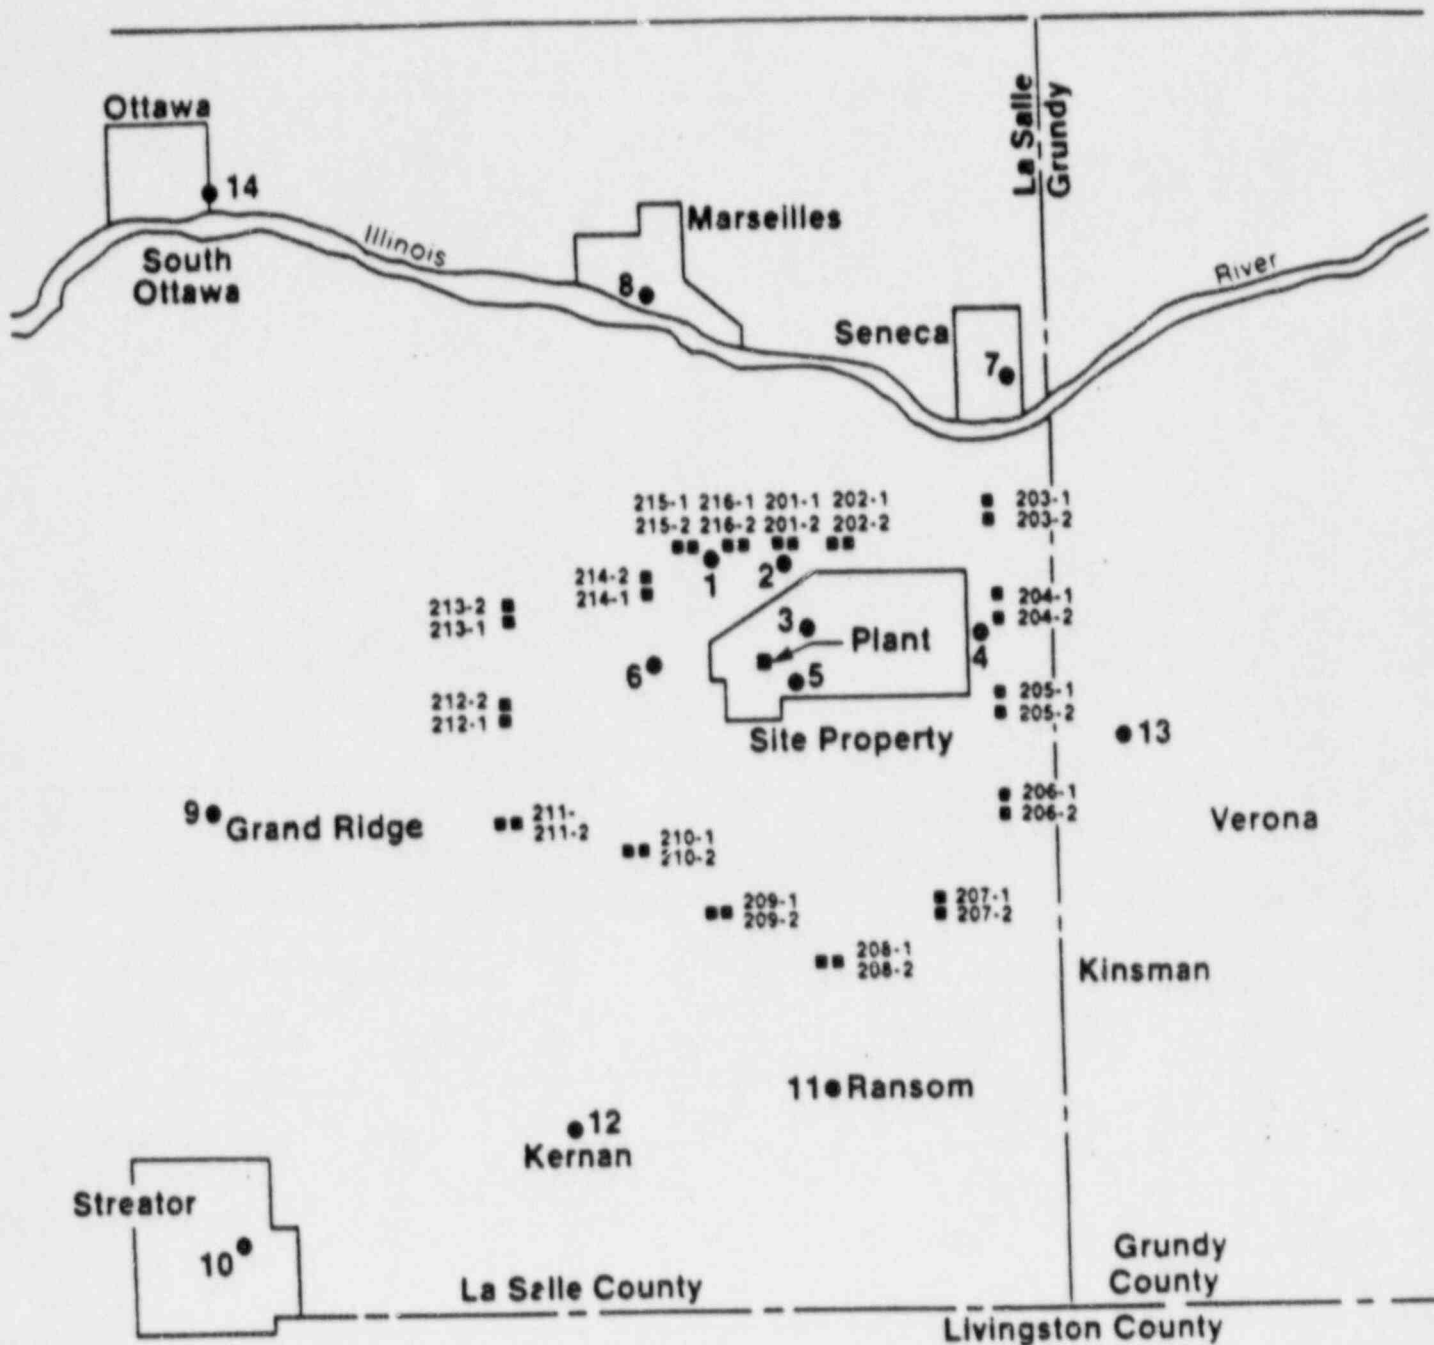 La Salle
Grundy
Ottawa
14
South
Ottawa
Illinois
Marseilles
8
River
Seneca
7
215-1 216-1 201-1 202-1
215-2 216-2 201-2 202-2
203-1
203-2
1
2
214-2
214-1
213-2
213-1
204-1
204-2
3
Plant
4
6
5
212-2
212-1
205-1
205-2
Site Property
13
206-1
206-2
9
Grand Ridge
211-
211-2
210-1
210-2
Verona
209-1
209-2
207-1
207-2
208-1
208-2
Kinsman
11 Ransom
12
Kernan
Streator
10
La Salle County
Grundy
County
Livingston County